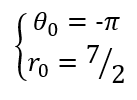 θ₀ = -π
r₀ = 7/2